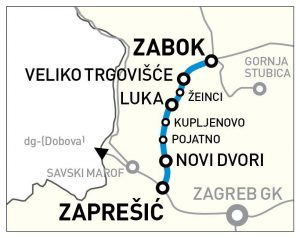 ZABOK
GORNJA
STUBICA
VELIKO TRGOVIŠĆE
ŽEINCI
LUKA
KUPLJENOVO
dg-(Dobova)
POJATNO
NOVI DVORI
SAVSKI MAROF
ZAPREŠIĆ
ZAGREB GK